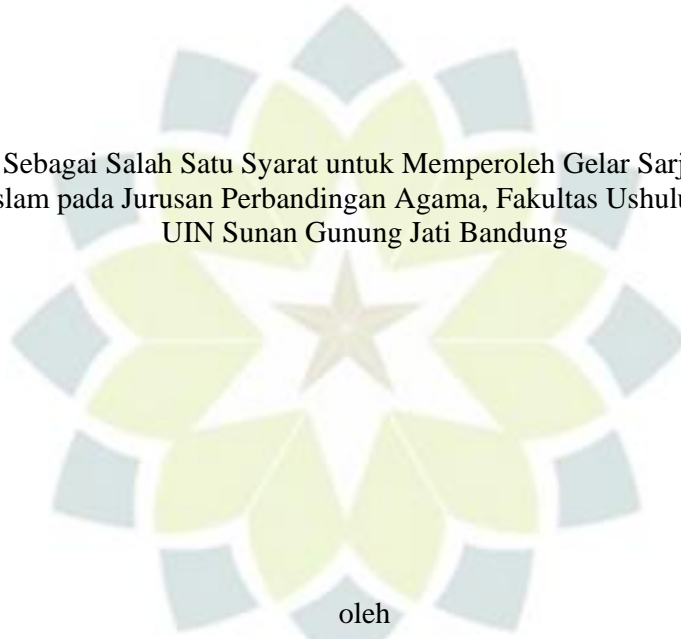 Sebagai Salah Satu Syarat untuk Memperoleh Gelar Sarj
slam pada Jurusan Perbandingan Agama, Fakultas Ushulu
UIN Sunan Gunung Jati Bandung
oleh